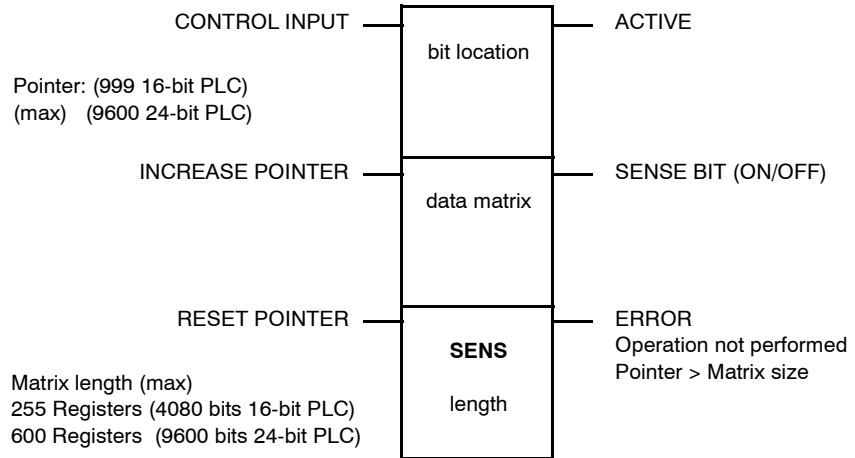 CONTROL INPUT
ACTIVE
bit location
Pointer: (999 16-bit PLC)
(max) (9600 24-bit PLC)
INCREASE POINTER
SENSE BIT (ON/OFF)
data matrix
RESET POINTER
ERROR
Operation not performed
Pointer > Matrix size
SENS
length
Matrix length (max)
255 Registers (4080 bits 16-bit PLC)
600 Registers (9600 bits 24-bit PLC)